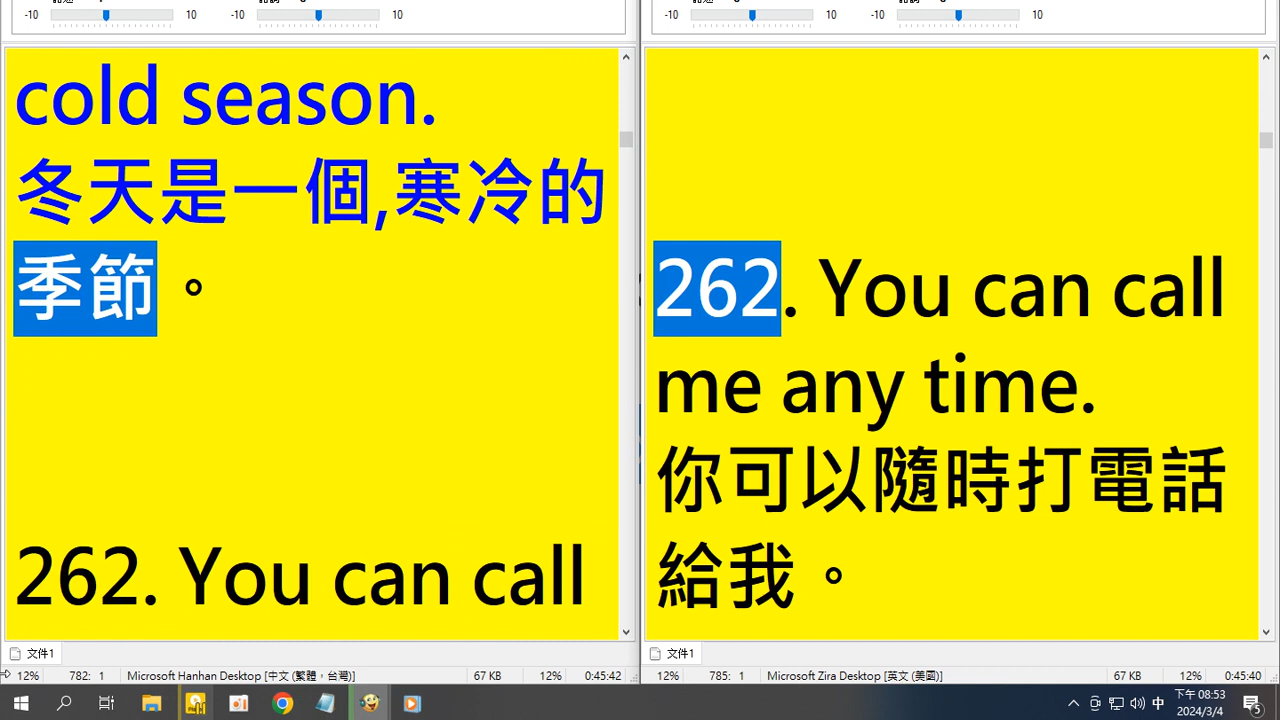 -10 10 -10 10
cold season.
冬天是一個,寒冷的
季節。
262. You can call
文件1
12% 782: 1 Microsoft Hanhan Desktop [中文 (繁體，台灣)] 67 KB 12% 0:45:42
-10 10 -10 10
262. You can call
me any time.
你可以隨時打電話
給我。
文件1
12% 785: 1 Microsoft Zira Desktop [英文 (美國)] 67 KB 12% 0:45:40
中 下午 08:53
2024/3/4
5